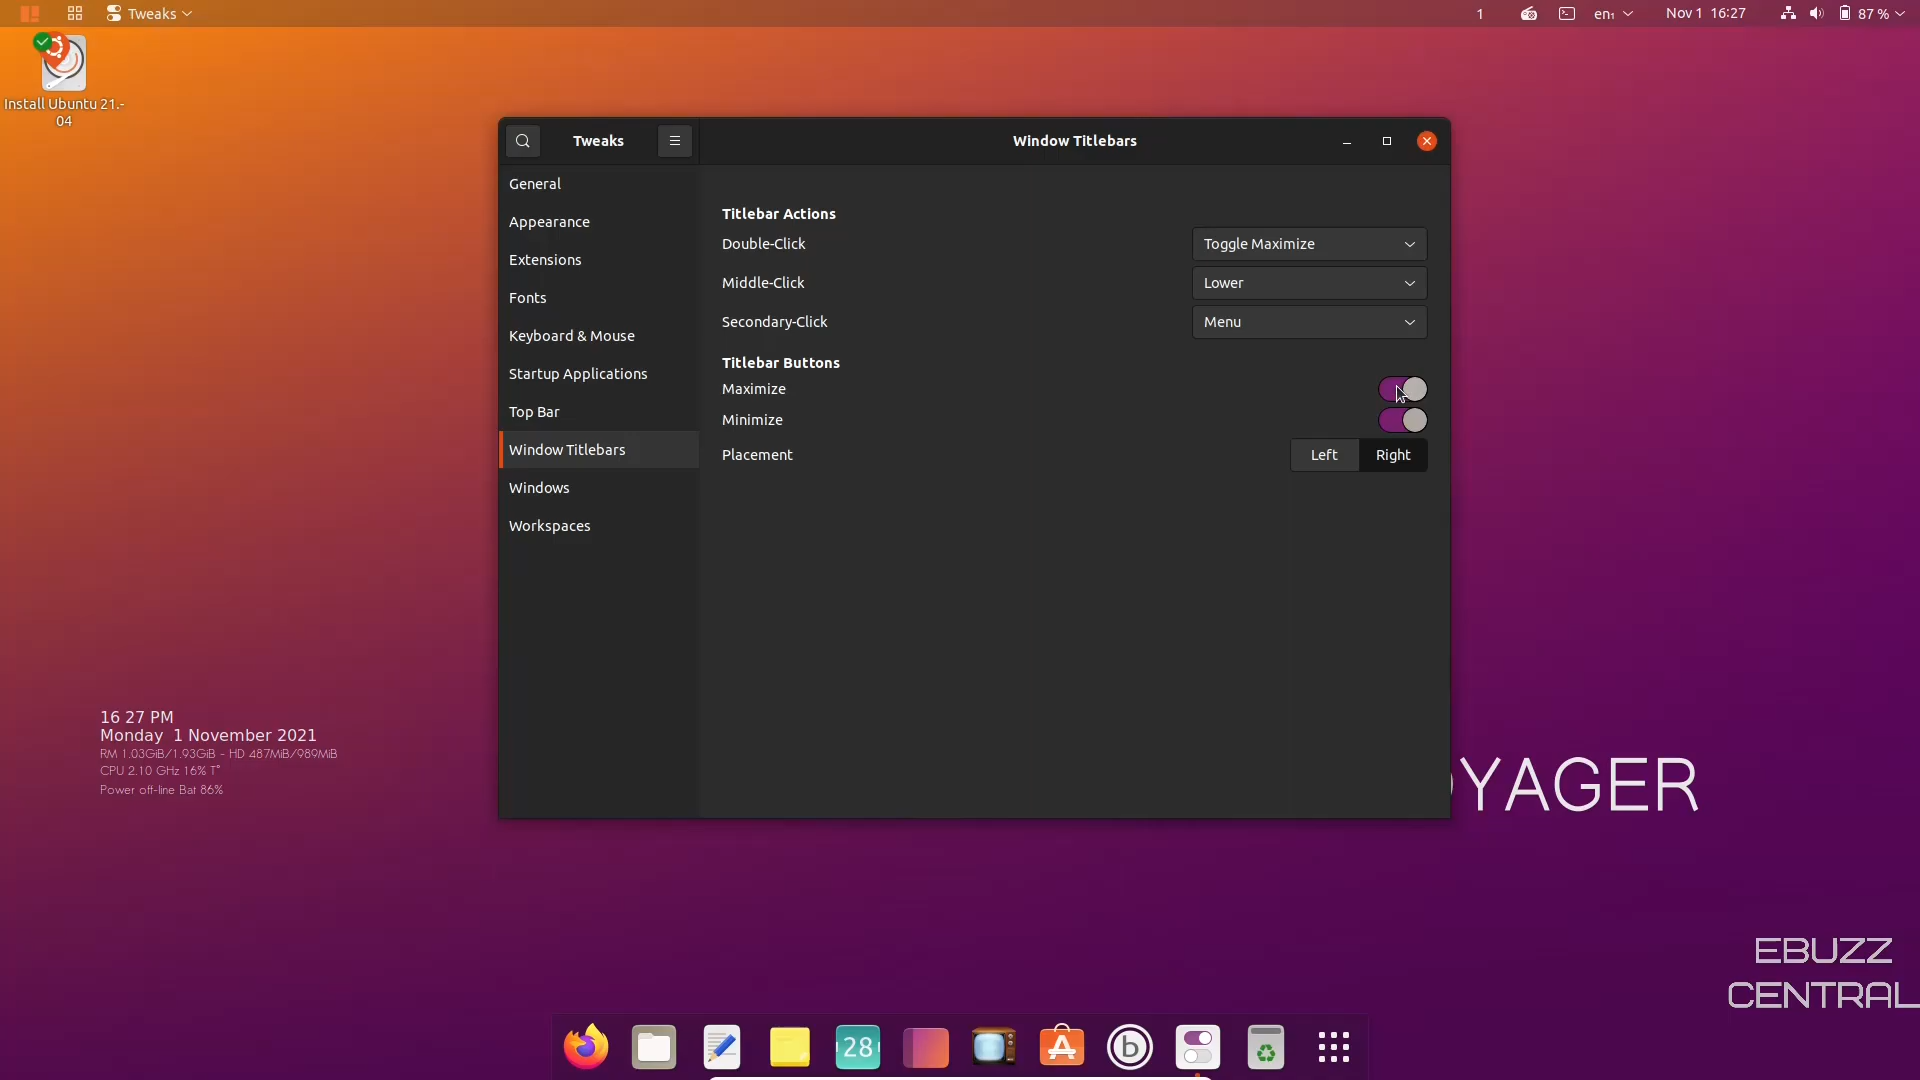 Tweaks
1
en₁
Nov 1 16:27
87 %
Install Ubuntu 21.-
04
Tweaks
Window Titlebars
General
Appearance
Extensions
Fonts
Keyboard & Mouse
Startup Applications
Top Bar
Window Titlebars
Windows
Workspaces
Titlebar Actions
Double-Click
Toggle Maximize
Middle-Click
Lower
Secondary-Click
Menu
Titlebar Buttons
Maximize
Minimize
Placement
Left
Right
16 27 PM
Monday 1 November 2021
RM 1.03GiB/1.93GiB - HD 487MiB/989MiB
CPU 2.10 GHz 16% T°
Power off-line Bat 86%
YAGER
EBUZZ
CENTRAL
28
b